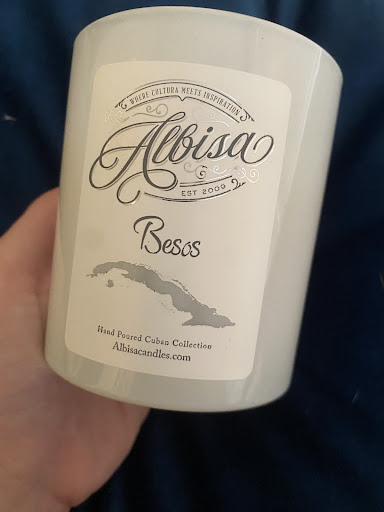 WHERE CULTURA MEETS INSPIRATION
Albisa
EST 2009
Besos
Hand Poured Cuban Collection
Albisacandles.com